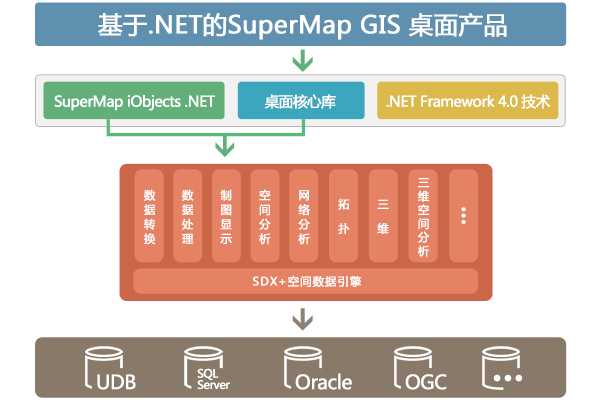 基于.NET的SuperMap GIS 桌面产品
SuperMap iObjects .NET
桌面核心库
.NET Framework 4.0 技术
数据转换
数据处理
制图显示
空间分析
网络分析
拓扑
三维
三维空间分析
SDX+空间数据引擎
UDB
SQL
Server
Oracle
OGC